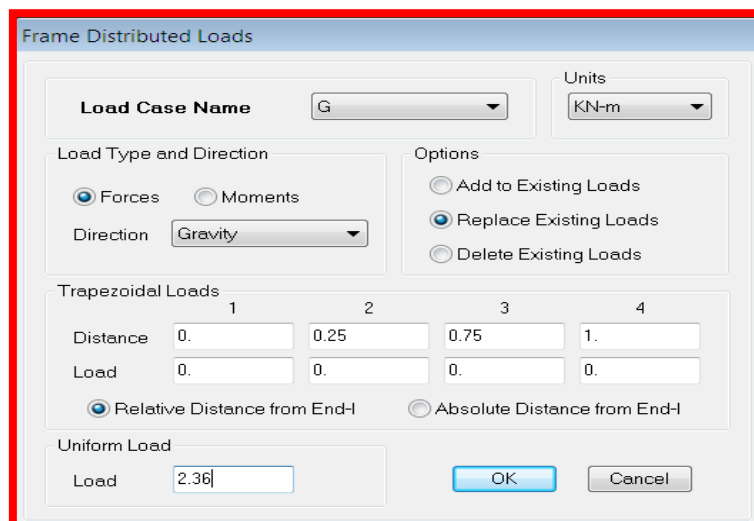 Frame Distributed Loads
Units
Load Case Name G KN-m
Load Type and Direction
Options
Forces Moments
Add to Existing Loads
Replace Existing Loads
Direction Gravity
Delete Existing Loads
Trapezoidal Loads
1 2 3 4
Distance 0. 0.25 0.75 1.
Load 0. 0. 0. 0.
Relative Distance from End-I Absolute Distance from End-I
Uniform Load
Load 2.36 OK Cancel